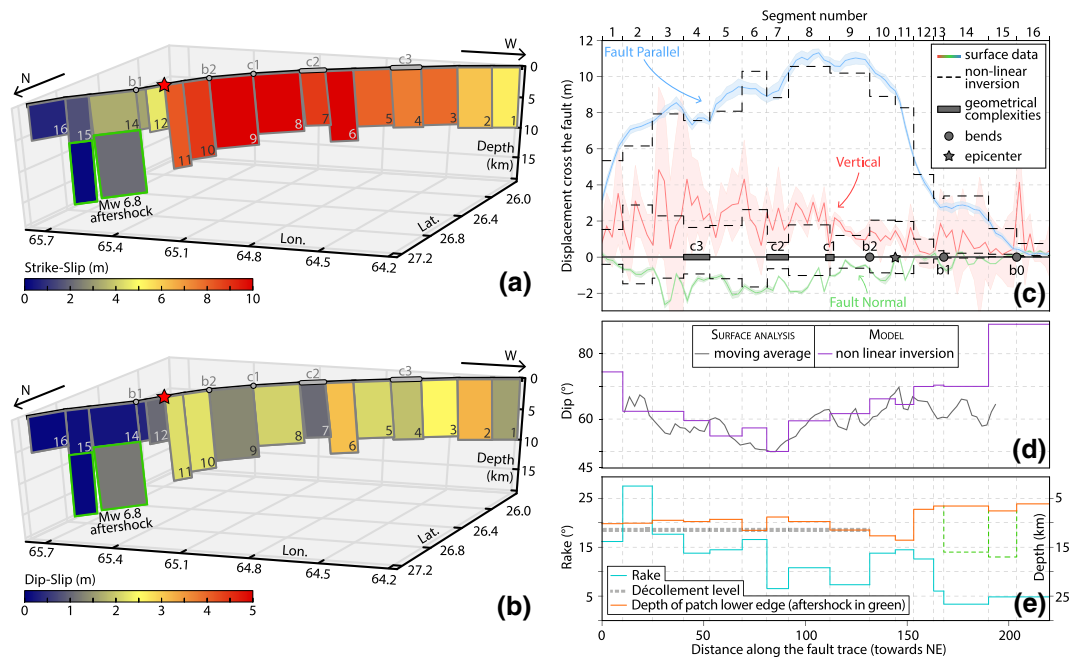 N
W
b1
b2
c1
c2
c3
0
5
10
15
Depth
(km)
16
15
14
12
11
10
9
8
7
6
5
4
3
2
1
Mw 6.8
aftershock
65.7
65.4
65.1
64.8
64.5
64.2
Lon.
Lat.
26.0
26.4
26.8
27.2
Strike-Slip (m)
0
2
4
6
8
10
(a)
N
W
b1
b2
c1
c2
c3
0
5
10
15
Depth
(km)
16
15
14
12
11
10
9
8
7
6
5
4
3
2
1
Mw 6.8
aftershock
65.7
65.4
65.1
64.8
64.5
64.2
Lon.
Lat.
26.0
26.4
26.8
27.2
Dip-Slip (m)
0
1
2
3
4
5
(b)
Segment number
1 2 3 4 5 6 7 8 9 10 11 12 13 14 15 16
Displacement cross the fault (m)
12
10
8
6
4
2
0
−2
Fault Parallel
Vertical
Fault Normal
c3
c2
c1
b2
b1
b0
surface data
non-linear
inversion
geometrical
complexities
bends
epicenter
(c)
Dip (°)
80
60
45
Surface analysis
Model
moving average
non linear inversion
(d)
Rake (°)
25
15
5
Depth (km)
5
15
25
Rake
Décollement level
Depth of patch lower edge (aftershock in green)
(e)
0
50
100
150
200
Distance along the fault trace (towards NE)